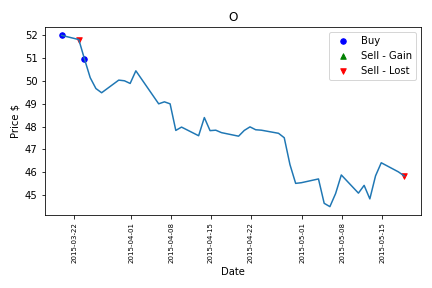 O
Buy
Sell - Gain
Sell - Lost
Price $
52
51
50
49
48
47
46
45
2015-03-22
2015-04-01
2015-04-08
2015-04-15
2015-04-22
2015-05-01
2015-05-08
2015-05-15
Date